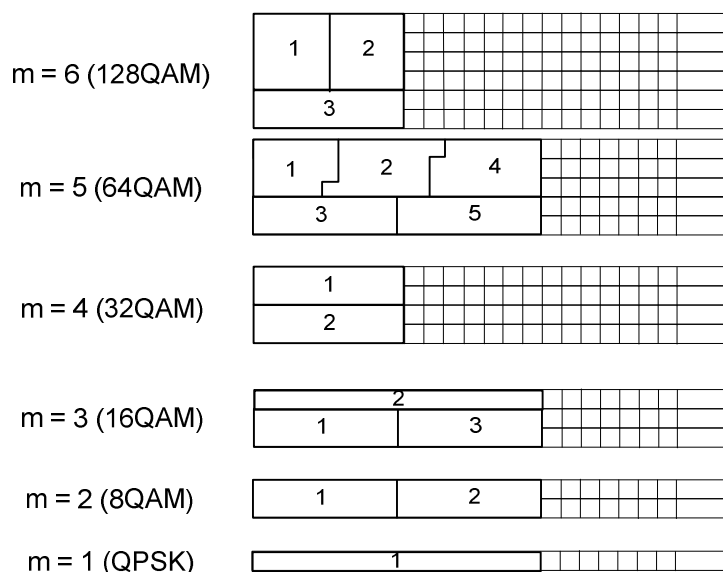 1 2
m = 6 (128QAM)
3
1 2 4
m = 5 (64QAM)
3 5
1
m = 4 (32QAM)
2
2
m = 3 (16QAM)
1 3
m = 2 (8QAM) 1 2
m = 1 (QPSK) 1